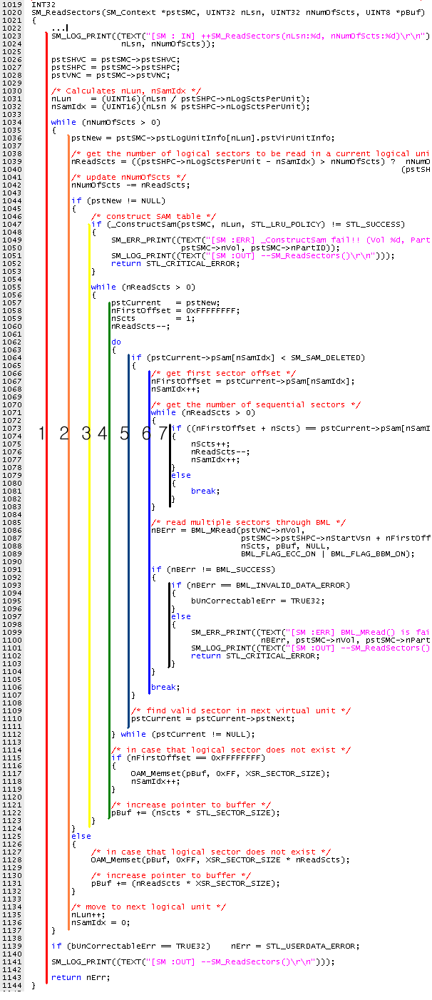 1019 INT32
1020 SM_ReadSectors(SM_Context *pstSMC, UINT32 nLsn, UINT32 nNumOfScts, UINT8 *pBuf)
1021 {
1022 ...
1023 SM_LOG_PRINT((TEXT("[SM : IN] ++SM_ReadSectors(nLsn:%d, nNumOfScts:%d)\r\n")
1024 nLsn, nNumOfScts));
1025
1026 pstSHVC = pstSMC->pstSHVC;
1027 pstSHPC = pstSMC->pstSHPC;
1028 pstVNC = pstSMC->pstVNC;
1029
1030 /* Calculates nLun, nSamIdx */
1031 nLun = (UINT16)(nLsn / pstSHPC->nLogSctsPerUnit);
1032 nSamIdx = (UINT16)(nLsn % pstSHPC->nLogSctsPerUnit);
1033
1034 while (nNumOfScts > 0)
1035 {
1036 pstNew = pstSMC->pstLogUnitInfo[nLun].pstVirUnitInfo;
1037
1038 /* get the number of logical sectors to be read in a current logical uni
1039 nReadScts = ((pstSHPC->nLogSctsPerUnit - nSamIdx) > nNumOfScts) ? nNumO
1040 (pstSH
1041 /* update nNumOfScts */
1042 nNumOfScts -= nReadScts;
1043
1044 if (pstNew != NULL)
1045 {
1046 /* construct SAM table */
1047 if (_ConstructSam(pstSMC, nLun, STL_LRU_POLICY) != STL_SUCCESS)
1048 {
1049 SM_ERR_PRINT((TEXT("[SM :ERR] _ConstructSam fail!! (Vol %d, Part
1050 pstSMC->nVol, pstSMC->nPartID));
1051 SM_LOG_PRINT((TEXT("[SM :OUT] --SM_ReadSectors()\r\n")));
1052 return STL_CRITICAL_ERROR;
1053 }
1054
1055 while (nReadScts > 0)
1056 {
1057 pstCurrent = pstNew;
1058 nFirstOffset = 0xFFFFFFFF;
1059 nScts = 1;
1060 nReadScts--;
1061
1062 do
1063 {
1064 if (pstCurrent->pSam[nSamIdx] < SM_SAM_DELETED)
1065 {
1066 /* get first sector offset */
1067 nFirstOffset = pstCurrent->pSam[nSamIdx];
1068 nSamIdx++;
1069
1070 /* get the number of sequential sectors */
1071 while (nReadScts > 0)
1072 {
1073 if ((nFirstOffset + nScts) == pstCurrent->pSam[nSamI
1 2 3 4 5 6 7
1074 {
1075 nScts++;
1076 nReadScts--;
1077 nSamIdx++;
1078 }
1079 else
1080 {
1081 break;
1082 }
1083 }
1084
1085 /* read multiple sectors through BML */
1086 nBErr = BML_MRead(pstVNC->nVol,
1087 pstSMC->pstSHPC->nStartVsn + nFirstOff
1088 nScts, pBuf, NULL,
1089 BML_FLAG_ECC_ON | BML_FLAG_BBM_ON);
1090
1091 if (nBErr != BML_SUCCESS)
1092 {
1093 if (nBErr == BML_INVALID_DATA_ERROR)
1094 {
1095 bUnCorrectableErr = TRUE32;
1096 }
1097 else
1098 {
1099 SM_ERR_PRINT((TEXT("[SM :ERR] BML_MRead() is fai
1100 nBErr, pstSMC->nVol, pstSMC->nPart
1101 SM_LOG_PRINT((TEXT("[SM :OUT] --SM_ReadSectors()
1102 return STL_CRITICAL_ERROR;
1103 }
1104 }
1105
1106 break;
1107 }
1108
1109 /* find valid sector in next virtual unit */
1110 pstCurrent = pstCurrent->pstNext;
1111
1112 } while (pstCurrent != NULL);
1113
1114 /* in case that logical sector does not exist */
1115 if (nFirstOffset == 0xFFFFFFFF)
1116 {
1117 OAM_Memset(pBuf, 0xFF, XSR_SECTOR_SIZE);
1118 nSamIdx++;
1119 }
1120
1121 /* increase pointer to buffer */
1122 pBuf += (nScts * STL_SECTOR_SIZE);
1123 }
1124 }
1125 else
1126 {
1127 /* in case that logical sector does not exist */
1128 OAM_Memset(pBuf, 0xFF, XSR_SECTOR_SIZE * nReadScts);
1129
1130 /* increase pointer to buffer */
1131 pBuf += (nReadScts * XSR_SECTOR_SIZE);
1132 }
1133
1134 /* move to next logical unit */
1135 nLun++;
1136 nSamIdx = 0;
1137 }
1138
1139 if (bUnCorrectableErr == TRUE32) nErr = STL_USERDATA_ERROR;
1140
1141 SM_LOG_PRINT((TEXT("[SM :OUT] --SM_ReadSectors()\r\n")));
1142
1143 return nErr;
1144 }